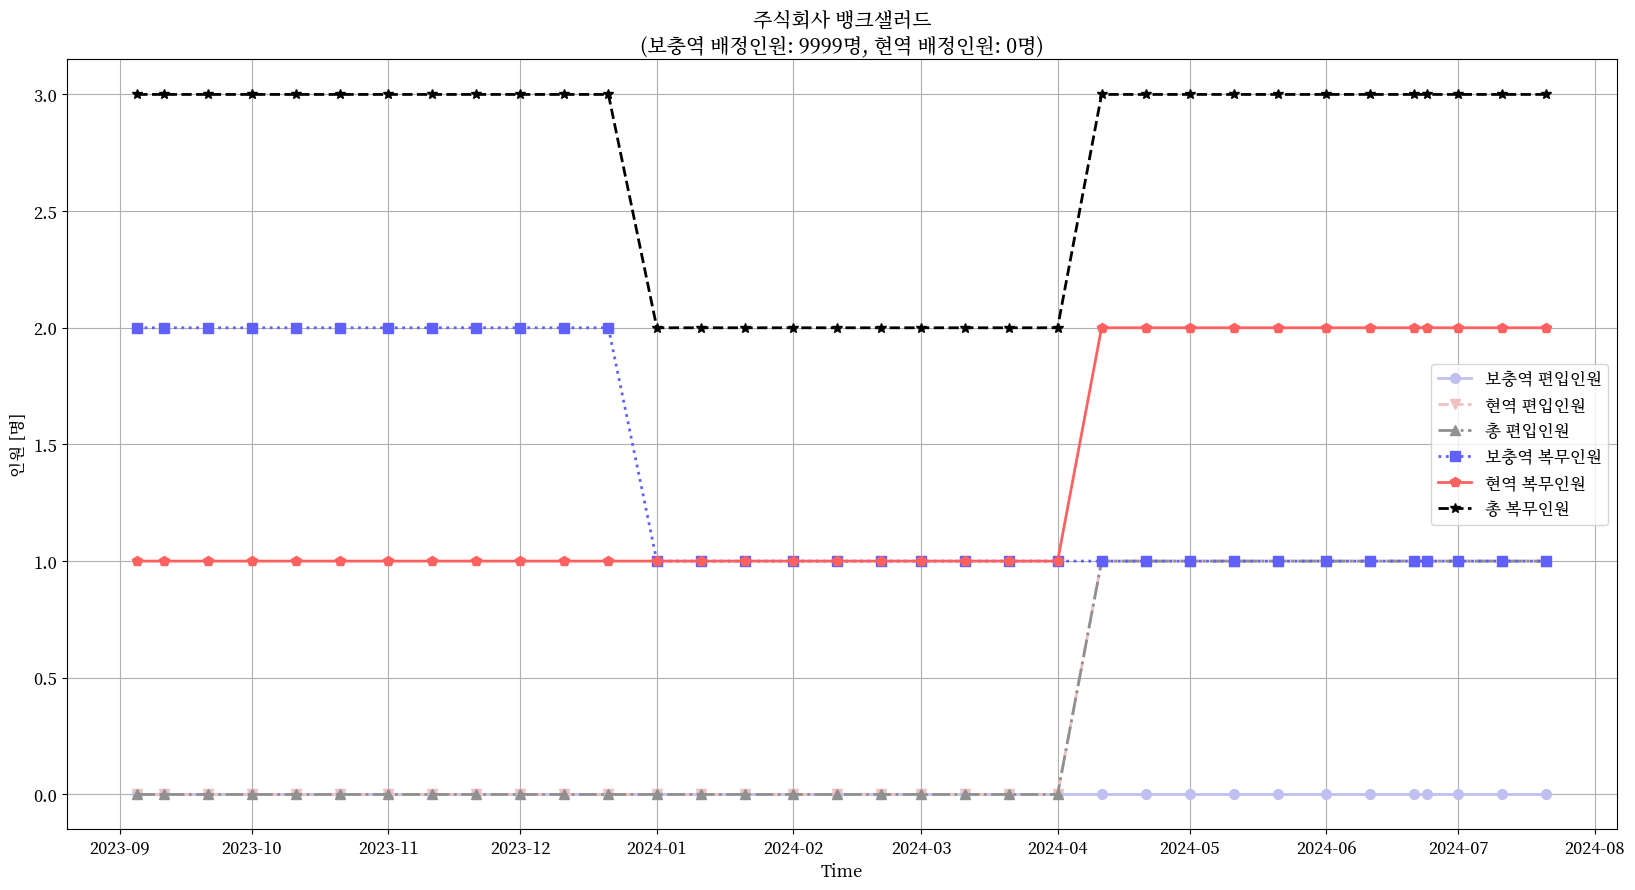 주식회사 뱅크샐러드
(보충역 배정인원: 9999명, 현역 배정인원: 0명)
인원 [명]
3.0
2.5
2.0
1.5
1.0
0.5
0.0
보충역 편입인원
현역 편입인원
총 편입인원
보충역 복무인원
현역 복무인원
총 복무인원
2023-09 2023-10 2023-11 2023-12 2024-01 2024-02 2024-03 2024-04 2024-05 2024-06 2024-07 2024-08
Time